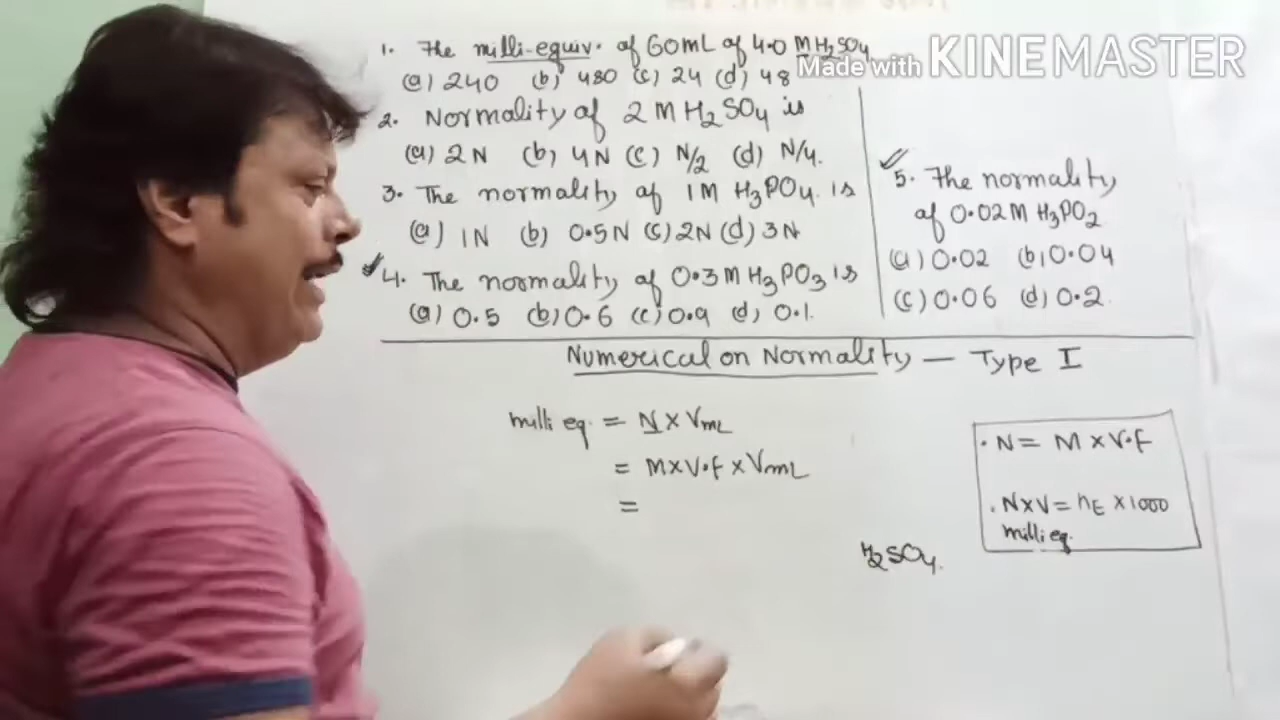 1. The milli-equiv. of 60mL of 4.0 MH2SO4
(a) 240 (b) 480 (c) 24 (d) 48
Made with KINEMASTER
2. Normality of 2 M H2SO4 is
(a) 2N (b) 4N (c) N/2 (d) N/4.
3. The normality of 1M H3PO4 is
(a) 1N (b) 0.5N (c) 2N (d) 3N
4. The normality of 0.3M H3PO3 is
(a) 0.5 (b) 0.6 (c) 0.9 (d) 0.1.
5. The normality
of 0.02M H3PO2
(a) 0.02 (b) 0.04
(c) 0.06 (d) 0.2
Numerical on Normality — Type I
milli eq. = N × VmL
= M×V.f × VmL
=
. N = M × V.f
. N×V = nE × 1000
milli eq.
H2SO4.